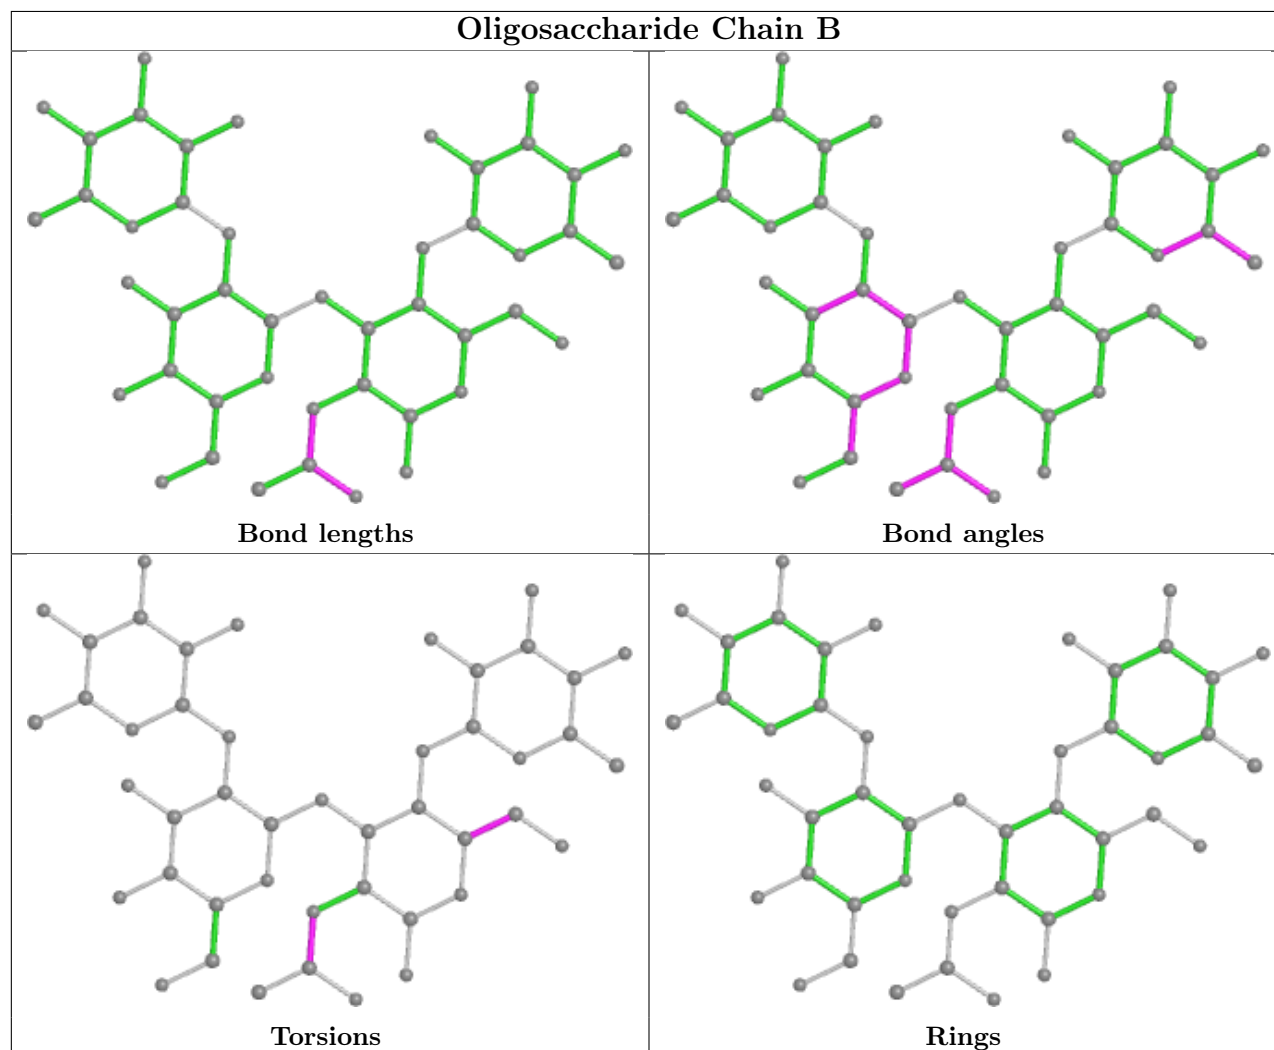 Oligosaccharide Chain B
Bond lengths
Bond angles
Torsions
Rings